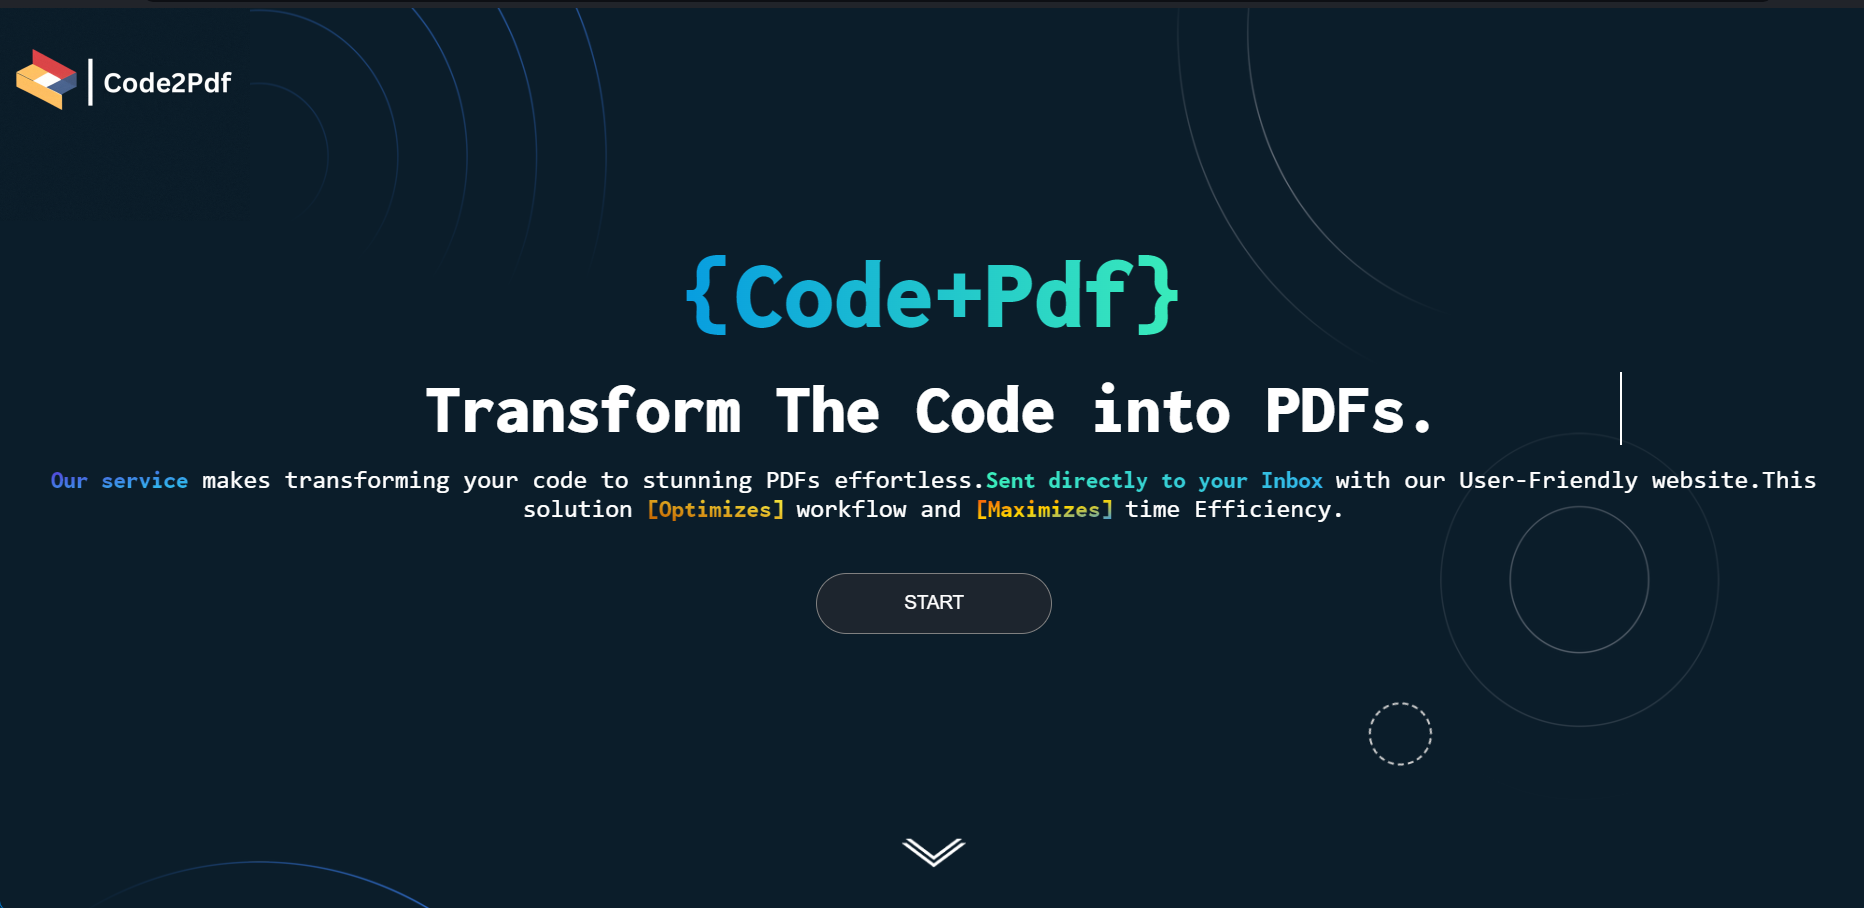 Code2Pdf
{Code+Pdf}
Transform The Code into PDFs.
Our service makes transforming your code to stunning PDFs effortless.Sent directly to your Inbox with our User-Friendly website.This
solution [Optimizes] workflow and [Maximizes] time Efficiency.
START